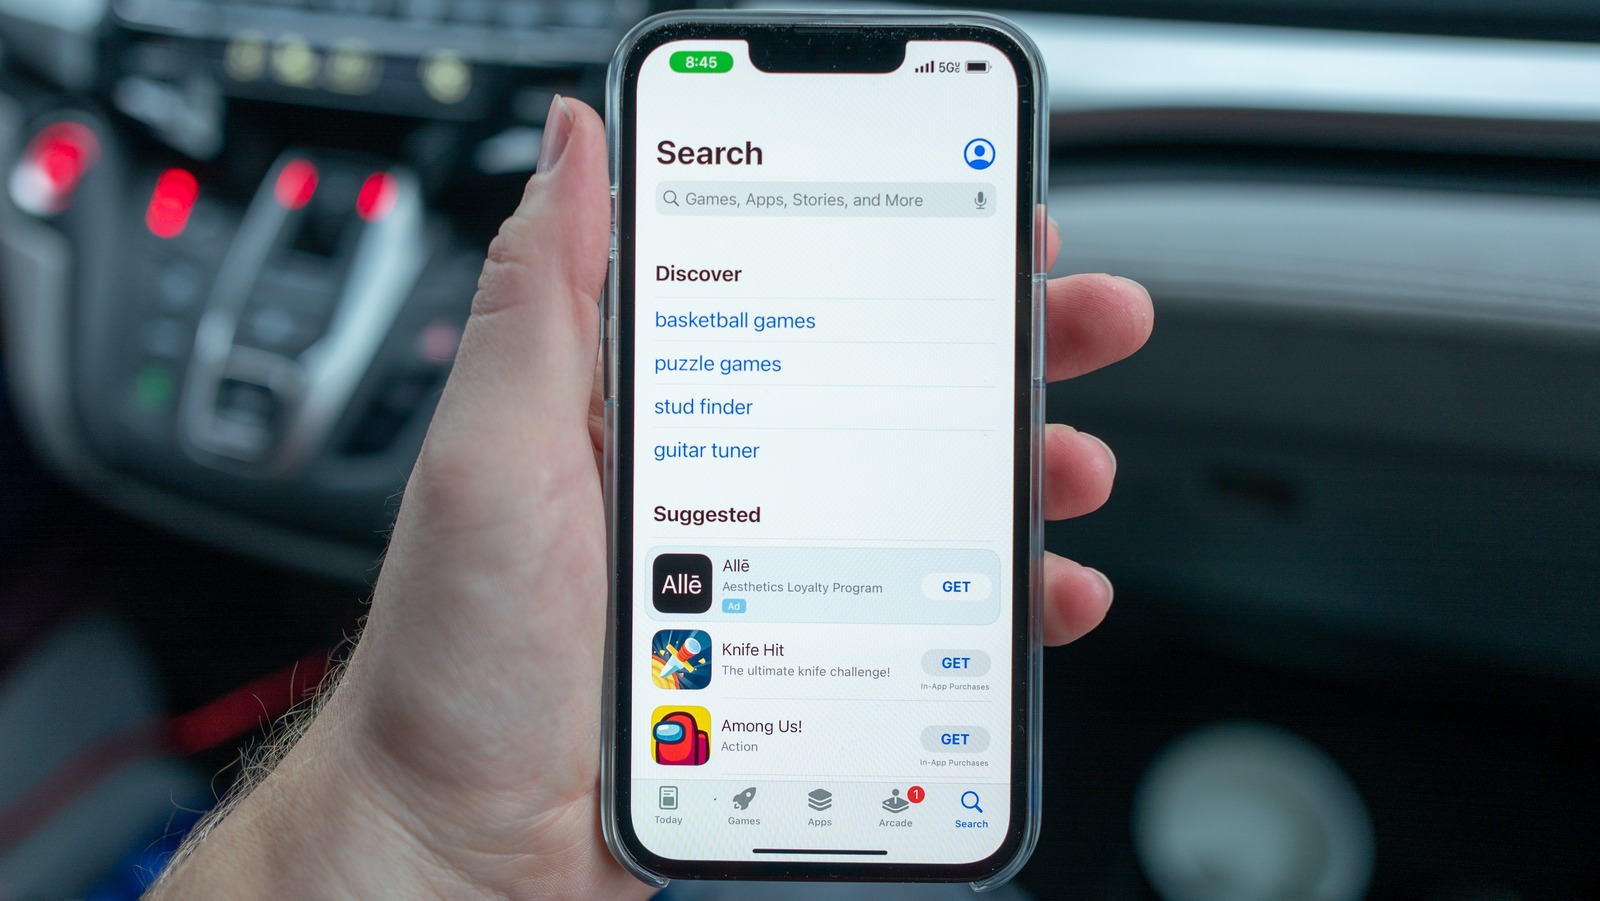 8:45
5G
Search
Games, Apps, Stories, and More
Discover
basketball games
puzzle games
stud finder
guitar tuner
Suggested
Allē
Allē
Aesthetics Loyalty Program
GET
Ad
Knife Hit
The ultimate knife challenge!
GET
In-App Purchases
Among Us!
Action
GET
In-App Purchases
1
Today
Games
Apps
Arcade
Search